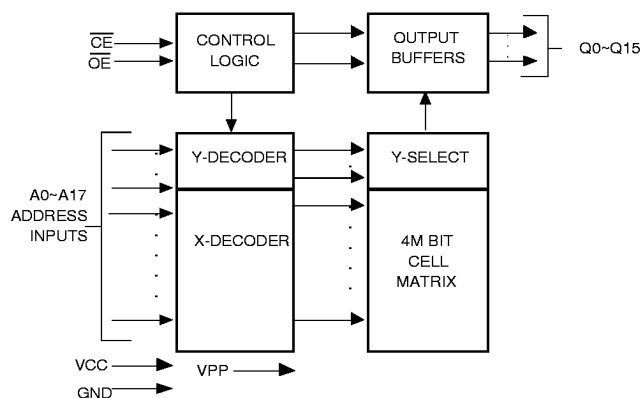 CE
OE
CONTROL
LOGIC
OUTPUT
BUFFERS
Q0~Q15
A0~A17
ADDRESS
INPUTS
Y-DECODER
Y-SELECT
X-DECODER
4M BIT
CELL
MATRIX
VCC
GND
VPP